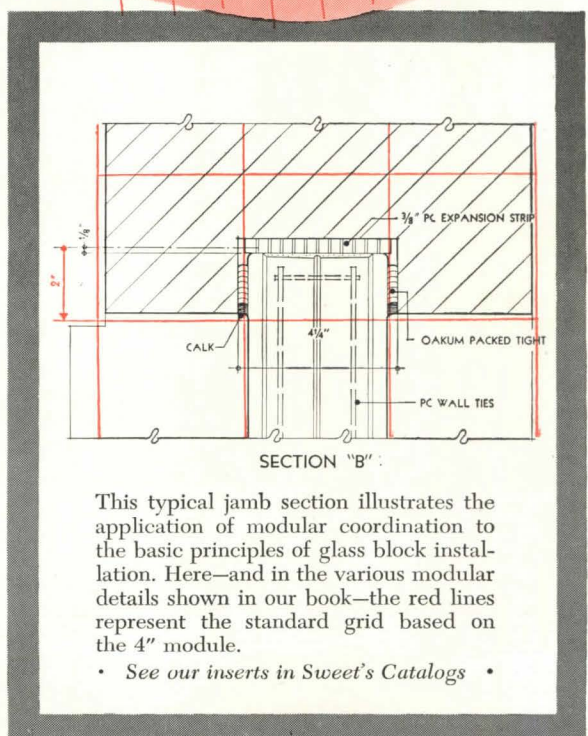 1/8"
3/8" PC EXPANSION STRIP
2"
4 1/4"
CALK
OAKUM PACKED TIGHT
PC WALL TIES
SECTION "B"
This typical jamb section illustrates the
application of modular coordination to
the basic principles of glass block instal-
lation. Here—and in the various modular
details shown in our book—the red lines
represent the standard grid based on
the 4″ module.
• See our inserts in Sweet's Catalogs •